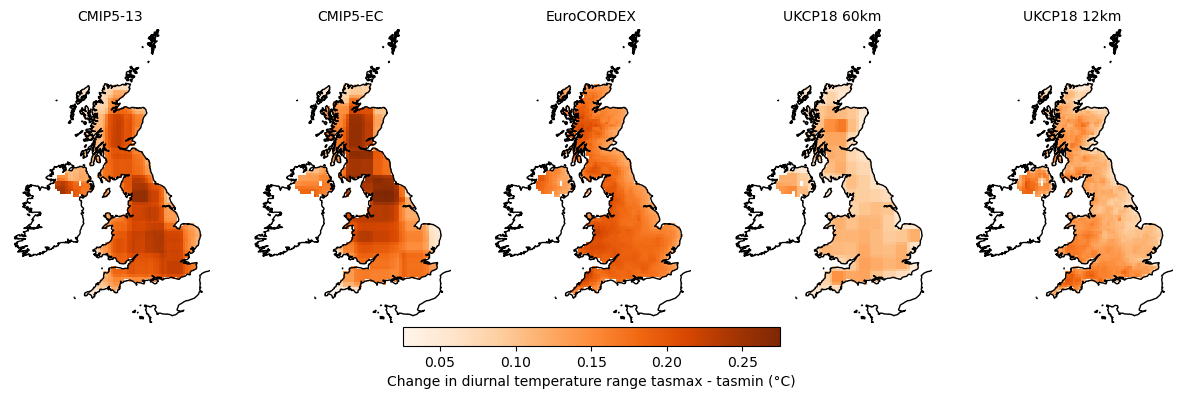 CMIP5-13 CMIP5-EC EuroCORDEX UKCP18 60km UKCP18 12km
0.05 0.10 0.15 0.20 0.25
Change in diurnal temperature range tasmax - tasmin (°C)